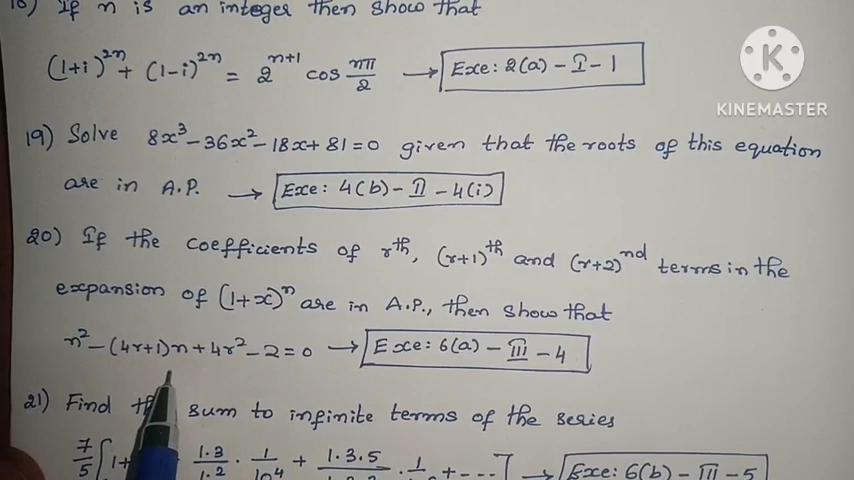 18) If n is an integer then show that
(1+i)^2n + (1-i)^2n = 2^n+1 cos nπ/2 → Exe: 2(a) - I - 1
K
KINEMASTER
19) Solve 8x³ - 36x² - 18x + 81 = 0 given that the roots of this equation
are in A.P. → Exe: 4(b) - II - 4(i)
20) If the coefficients of r^th, (r+1)^th and (r+2)^nd terms in the
expansion of (1+x)^n are in A.P., then show that
n² - (4r+1)n + 4r² - 2 = 0 → Exe: 6(a) - III - 4
21) Find the sum to infinite terms of the series
7/5 [1+ 1.3/1.2 . 1/10^4 + 1.3.5/1.2.3 . 1 +----] → Exe: 6(b) - III - 5